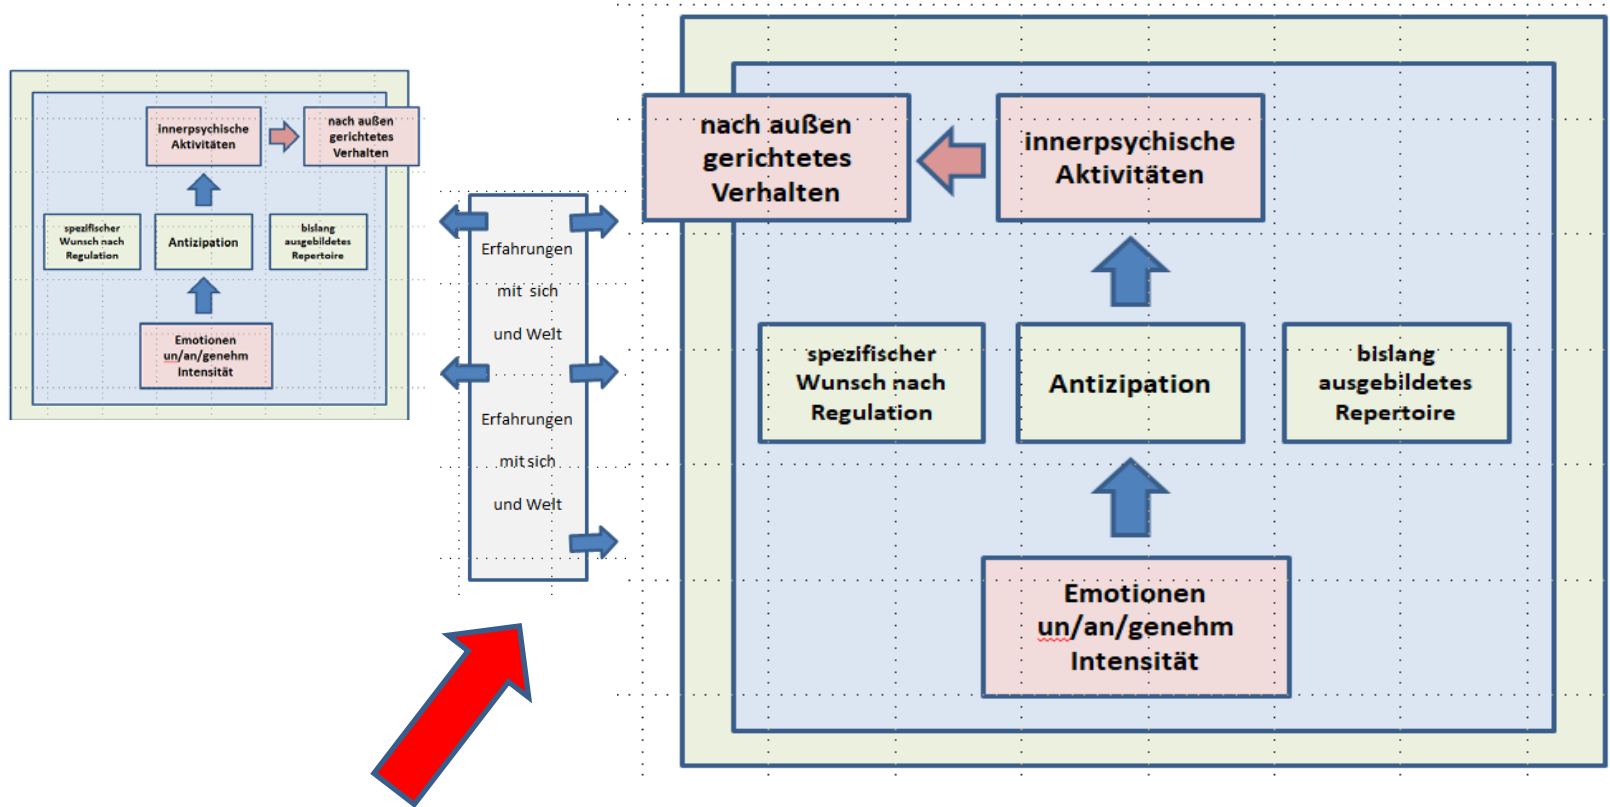 innerpsychische
Aktivitäten
nach außen
gerichtetes
Verhalten
spezifischer
Wunsch nach
Regulation
Antizipation
bislang
ausgebildetes
Repertoire
Emotionen
un/an/genehm
Intensität
Erfahrungen
mit sich
und Welt
Erfahrungen
mit sich
und Welt
nach außen
gerichtetes
Verhalten
innerpsychische
Aktivitäten
spezifischer
Wunsch nach
Regulation
Antizipation
bislang
ausgebildetes
Repertoire
Emotionen
un/an/genehm
Intensität